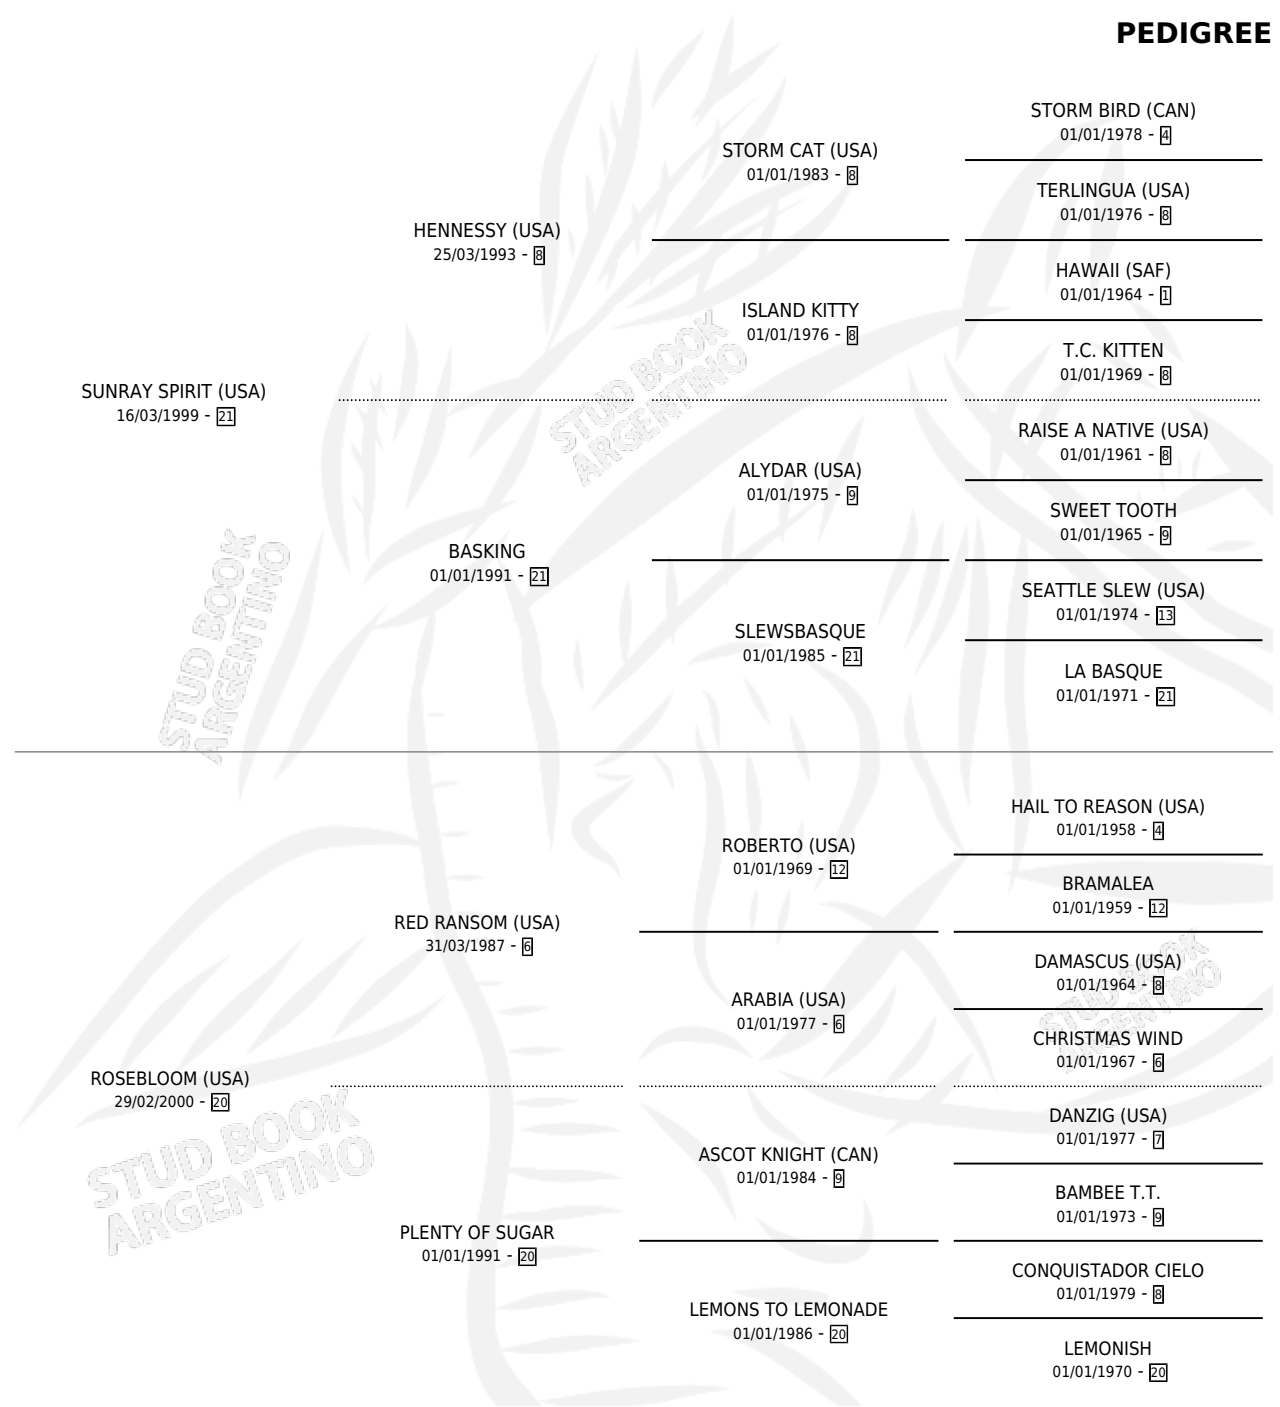 PEDIGREE
STORM BIRD (CAN)
01/01/1978 - 4
STORM CAT (USA)
01/01/1983 - 8
TERLINGUA (USA)
01/01/1976 - 8
HENNESSY (USA)
25/03/1993 - 8
HAWAII (SAF)
01/01/1964 - 1
ISLAND KITTY
01/01/1976 - 8
T.C. KITTEN
01/01/1969 - 8
SUNRAY SPIRIT (USA)
16/03/1999 - 21
RAISE A NATIVE (USA)
01/01/1961 - 8
ALYDAR (USA)
01/01/1975 - 9
SWEET TOOTH
01/01/1965 - 9
BASKING
01/01/1991 - 21
SEATTLE SLEW (USA)
01/01/1974 - 13
SLEWSBASQUE
01/01/1985 - 21
LA BASQUE
01/01/1971 - 21
HAIL TO REASON (USA)
01/01/1958 - 4
ROBERTO (USA)
01/01/1969 - 12
BRAMALEA
01/01/1959 - 12
RED RANSOM (USA)
31/03/1987 - 6
DAMASCUS (USA)
01/01/1964 - 8
ARABIA (USA)
01/01/1977 - 6
CHRISTMAS WIND
01/01/1967 - 6
ROSEBLOOM (USA)
29/02/2000 - 20
DANZIG (USA)
01/01/1977 - 7
ASCOT KNIGHT (CAN)
01/01/1984 - 9
BAMBEE T.T.
01/01/1973 - 9
PLENTY OF SUGAR
01/01/1991 - 20
CONQUISTADOR CIELO
01/01/1979 - 8
LEMONS TO LEMONADE
01/01/1986 - 20
LEMONISH
01/01/1970 - 20
STUD BOOK
ARGENTINO
STUD BOOK
ARGENTINO
STUD BOOK
ARGENTINO
STUD BOOK
ARGENTINO